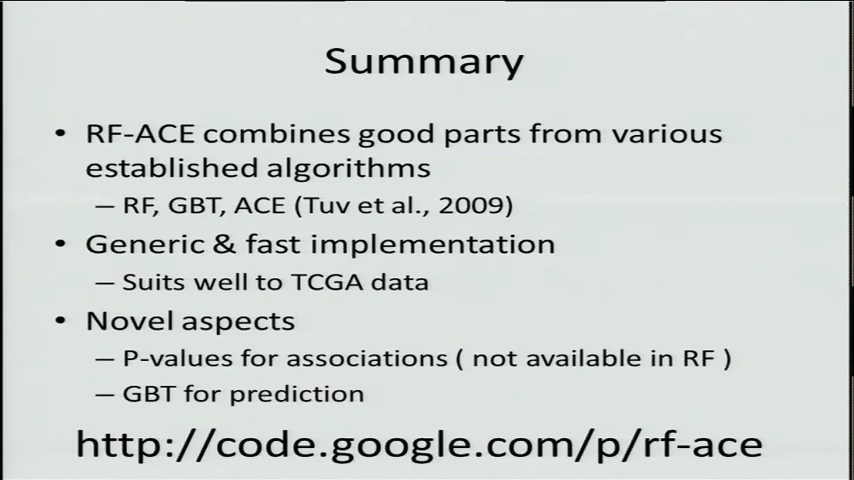 Summary
• RF-ACE combines good parts from various
established algorithms
– RF, GBT, ACE (Tuv et al., 2009)
• Generic & fast implementation
– Suits well to TCGA data
• Novel aspects
– P-values for associations ( not available in RF )
– GBT for prediction
http://code.google.com/p/rf-ace